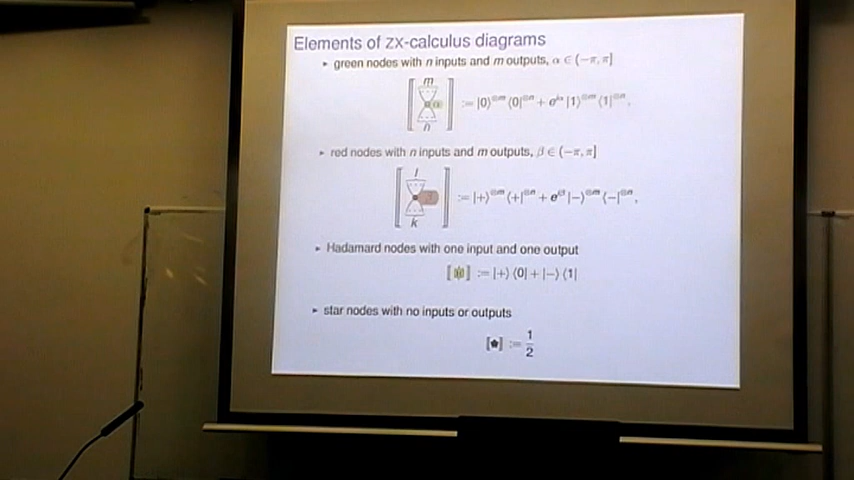 Elements of ZX-calculus diagrams
▸ green nodes with n inputs and m outputs, α ∈ (−π, π]
m
α
n
:= |0⟩^⊗m ⟨0|^⊗n + e^iα |1⟩^⊗m ⟨1|^⊗n,
▸ red nodes with n inputs and m outputs, β ∈ (−π, π]
l
β
k
:= |+⟩^⊗m ⟨+|^⊗n + e^iβ |−⟩^⊗m ⟨−|^⊗n,
▸ Hadamard nodes with one input and one output
:= |+⟩ ⟨0| + |−⟩ ⟨1|
▸ star nodes with no inputs or outputs
⟦★⟧ := 1/2